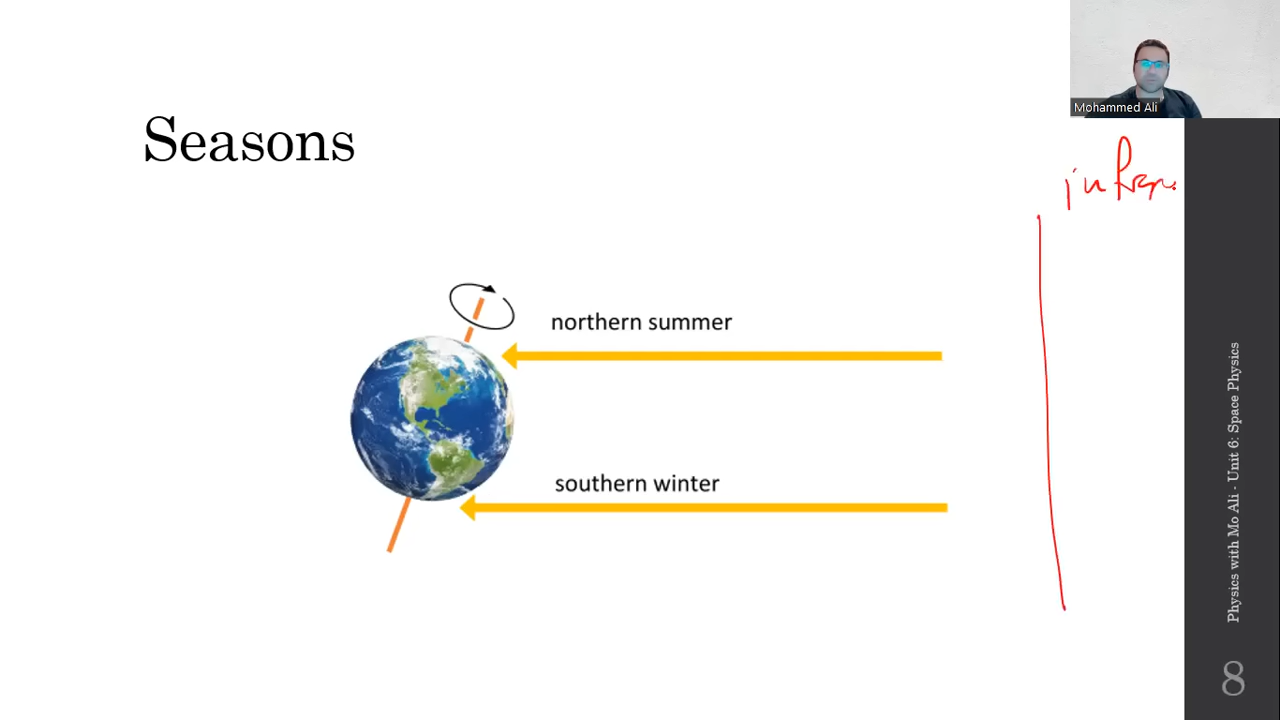 Mohammed Ali
Seasons
northern summer
southern winter
Physics with Mo Ali - Unit 6: Space Physics
8